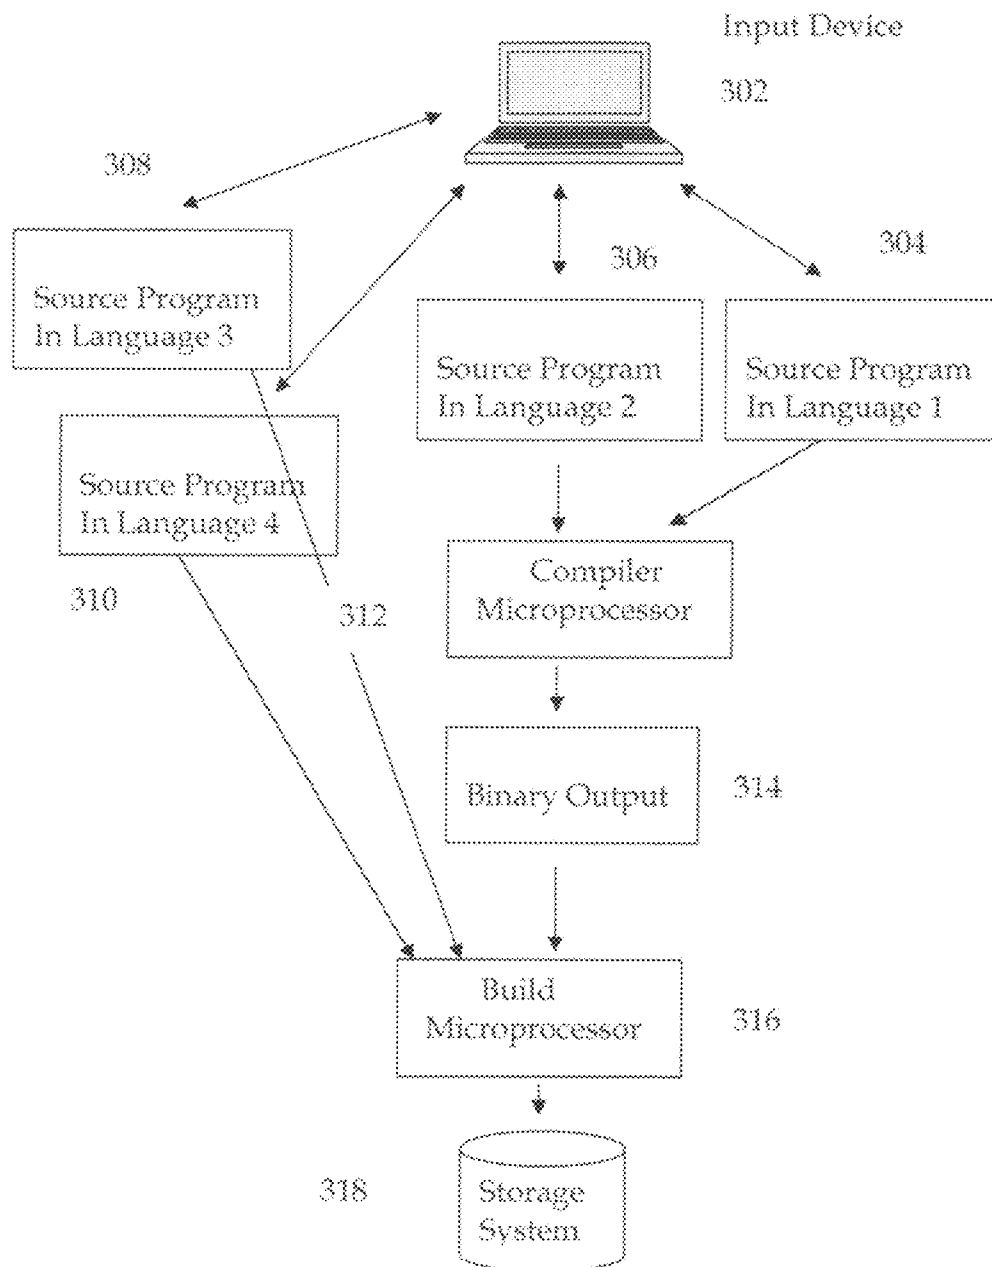 Input Device
302
308
304
306
Source Program
In Language 3
Source Program
In Language 2
Source Program
In Language 1
Source Program
In Language 4
310
312
Compiler
Microprocessor
Binary Output
314
Build
Microprocessor
316
318
Storage
System